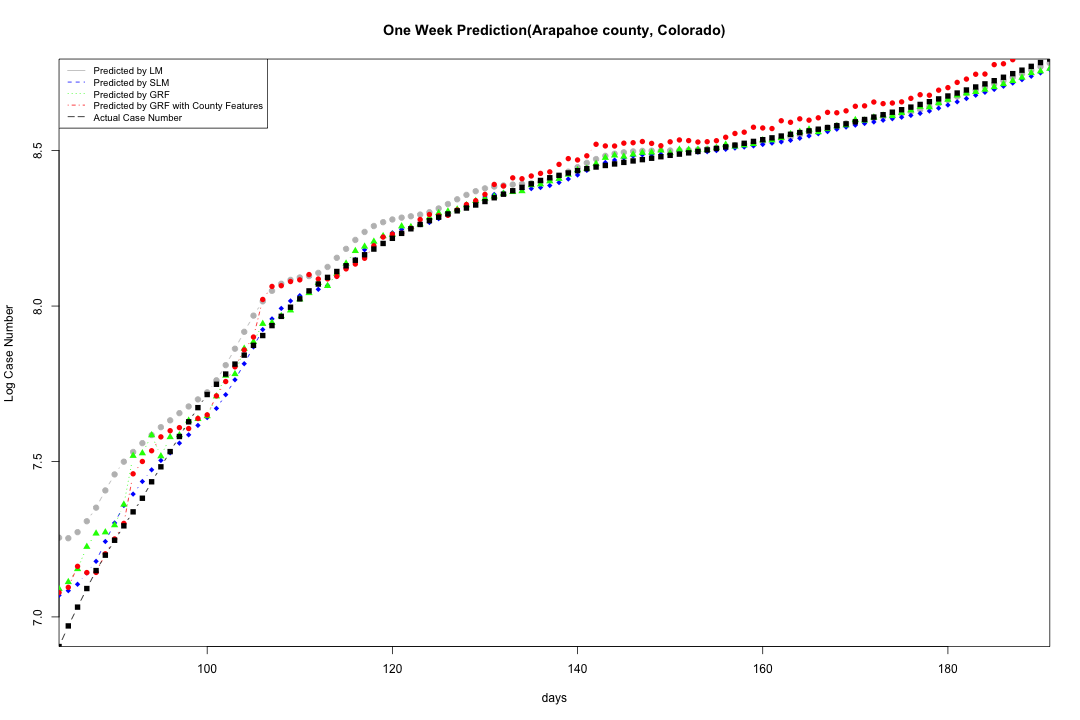 One Week Prediction(Arapahoe county, Colorado)
Predicted by LM
Predicted by SLM
Predicted by GRF
Predicted by GRF with County Features
Actual Case Number
Log Case Number
8.5
8.0
7.5
7.0
100 120 140 160 180
days